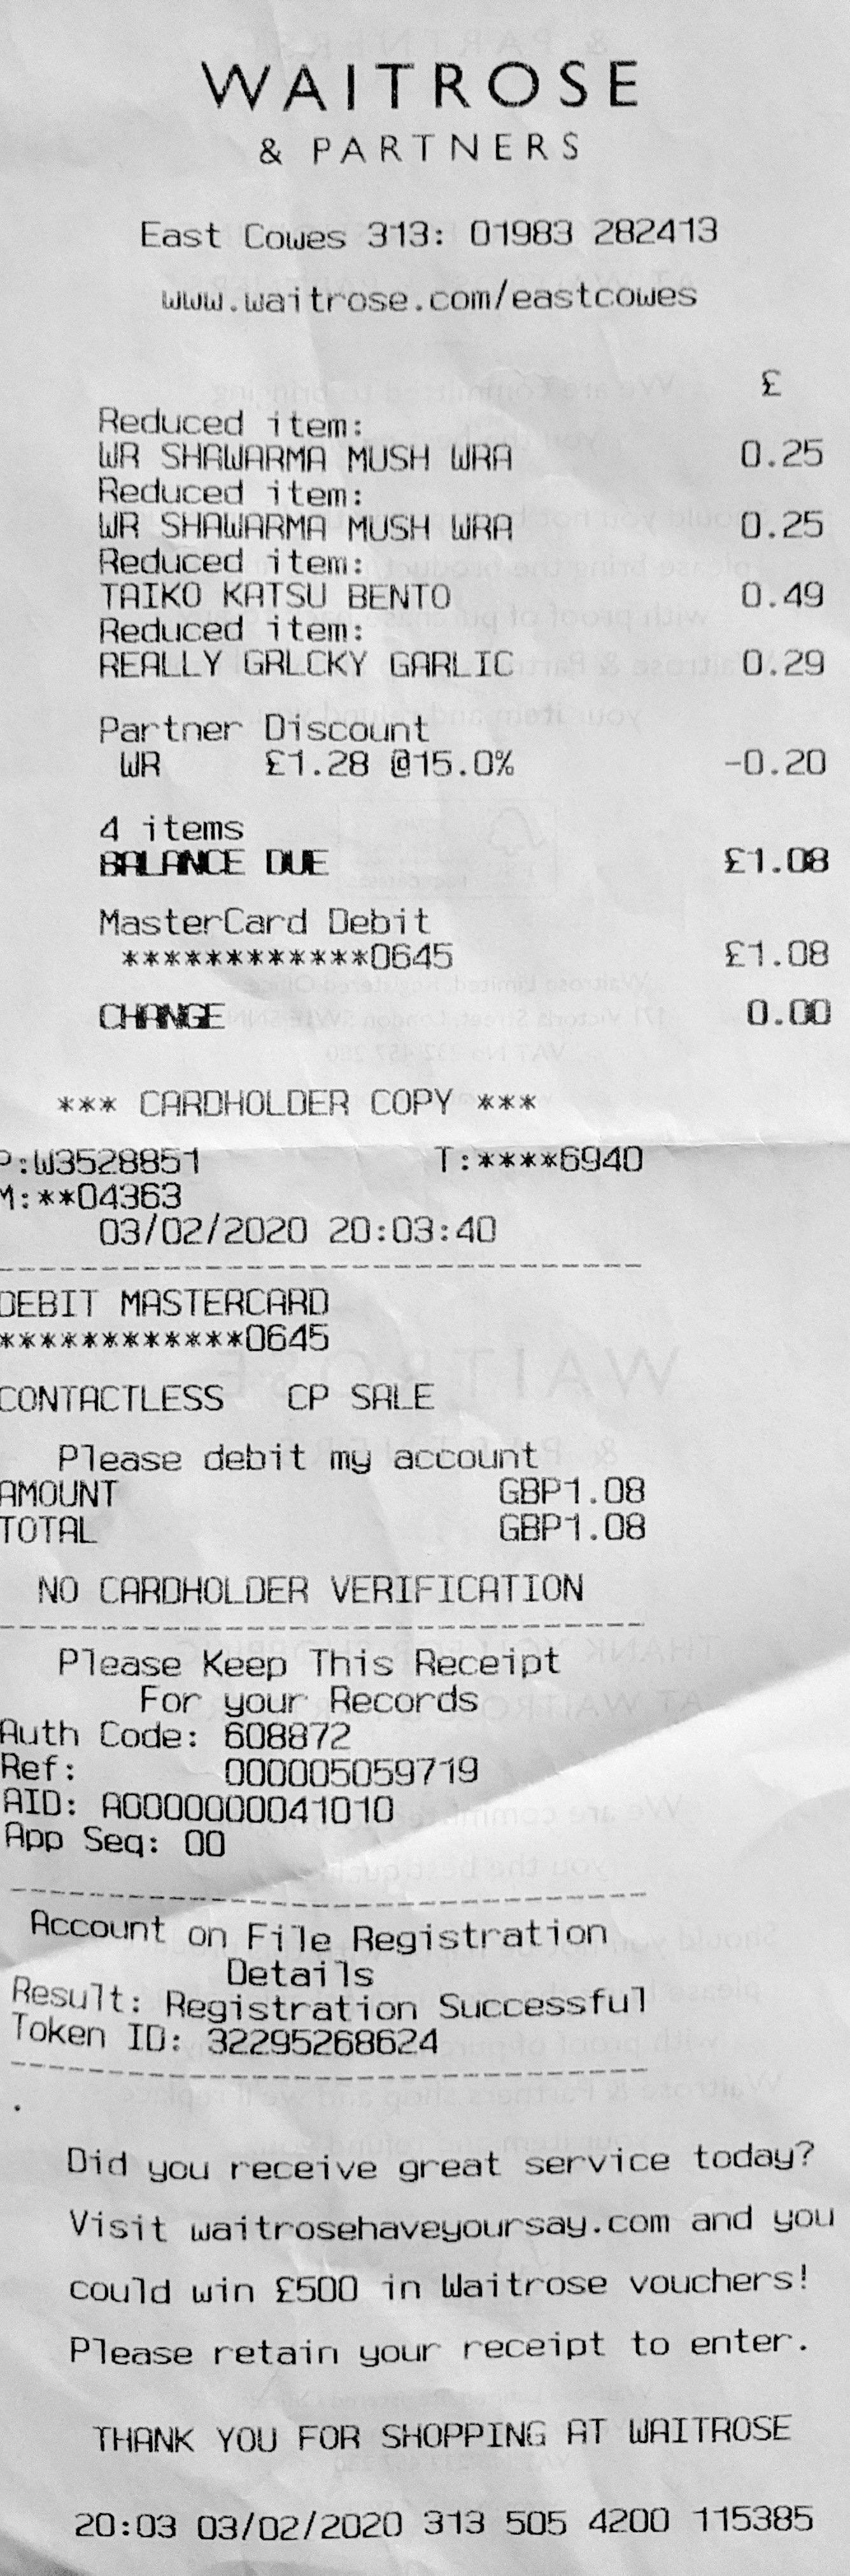 WAITROSE
& PARTNERS
East Cowes 313: 01983 282413
www.waitrose.com/eastcowes
£
Reduced item:
WR SHAWARMA MUSH WRA 0.25
Reduced item:
WR SHAWARMA MUSH WRA 0.25
Reduced item:
TAIKO KATSU BENTO 0.49
Reduced item:
REALLY GRLCKY GARLIC 0.29
Partner Discount
WR £1.28 @15.0% -0.20
4 items
BALANCE DUE £1.08
MasterCard Debit
************0645 £1.08
CHANGE 0.00
*** CARDHOLDER COPY ***
P:W3528851 T:****6940
M:**04363
03/02/2020 20:03:40
DEBIT MASTERCARD
************0645
CONTACTLESS CP SALE
Please debit my account
AMOUNT GBP1.08
TOTAL GBP1.08
NO CARDHOLDER VERIFICATION
Please Keep This Receipt
For your Records
Auth Code: 608872
Ref: 000005059719
AID: A0000000041010
App Seq: 00
Account on File Registration
Details
Result: Registration Successful
Token ID: 32295268624
.
Did you receive great service today?
Visit waitrosehaveyoursay.com and you
could win £500 in Waitrose vouchers!
Please retain your receipt to enter.
THANK YOU FOR SHOPPING AT WAITROSE
20:03 03/02/2020 313 505 4200 115385